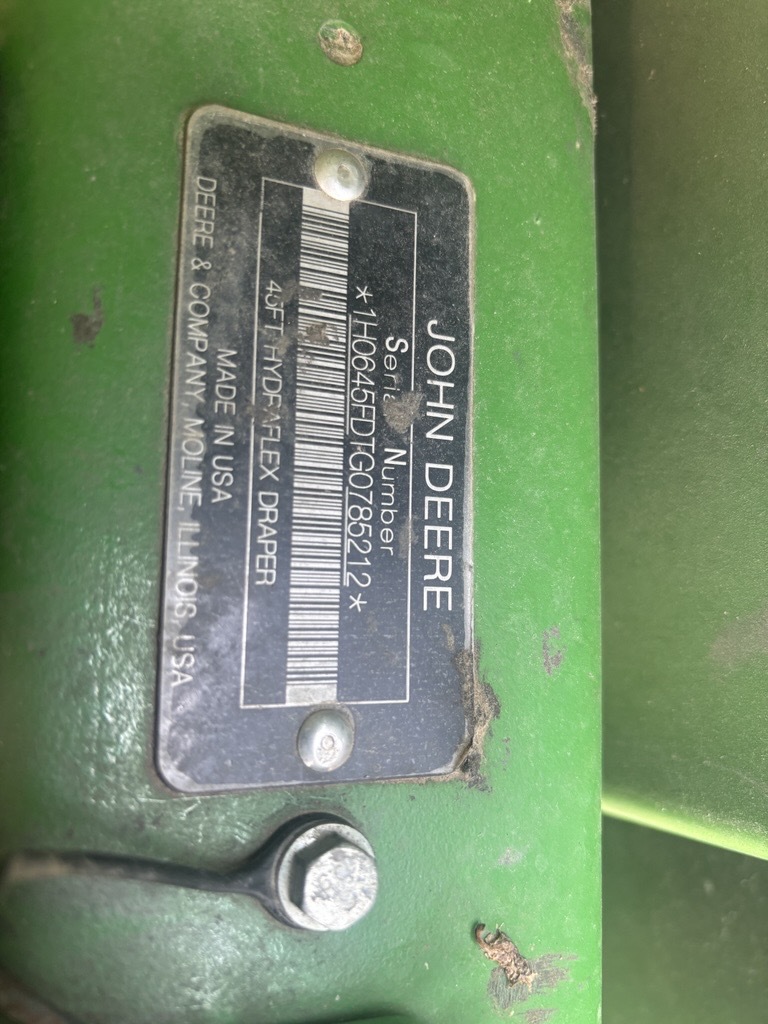 JOHN DEERE
Serial Number
*1H0645FDTG0785212*
45FT HYDRAFLEX DRAPER
MADE IN USA
DEERE & COMPANY, MOLINE, ILLINOIS, USA